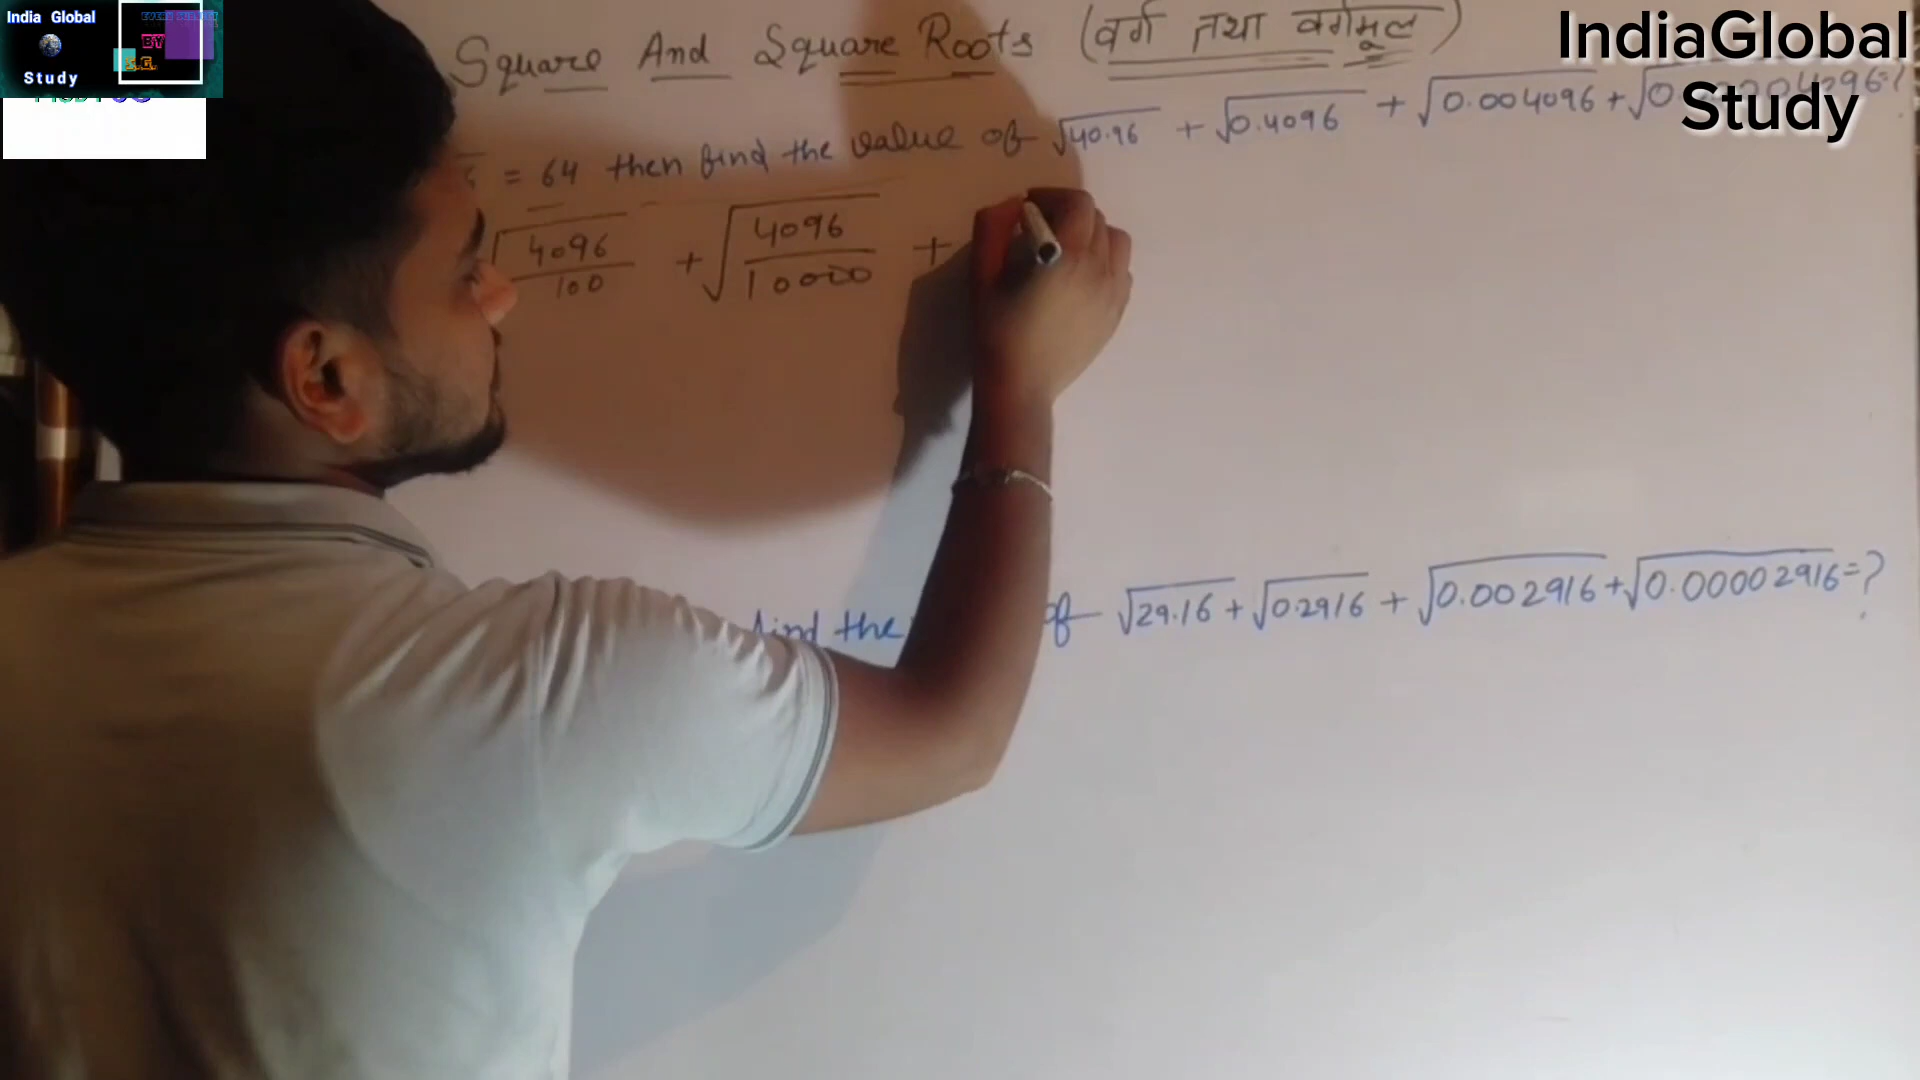 India Global
Study
BY
S.G.
IndiaGlobal
Study
Square And Square Roots (वर्ग तथा वर्गमूल)
= 64 then find the value of √40.96 + √0.4096 + √0.004096 + √0
4096 = ?
√4096/100 + √4096/10000 +
find the of √29.16 + √0.2916 + √0.002916 + √0.00002916 = ?